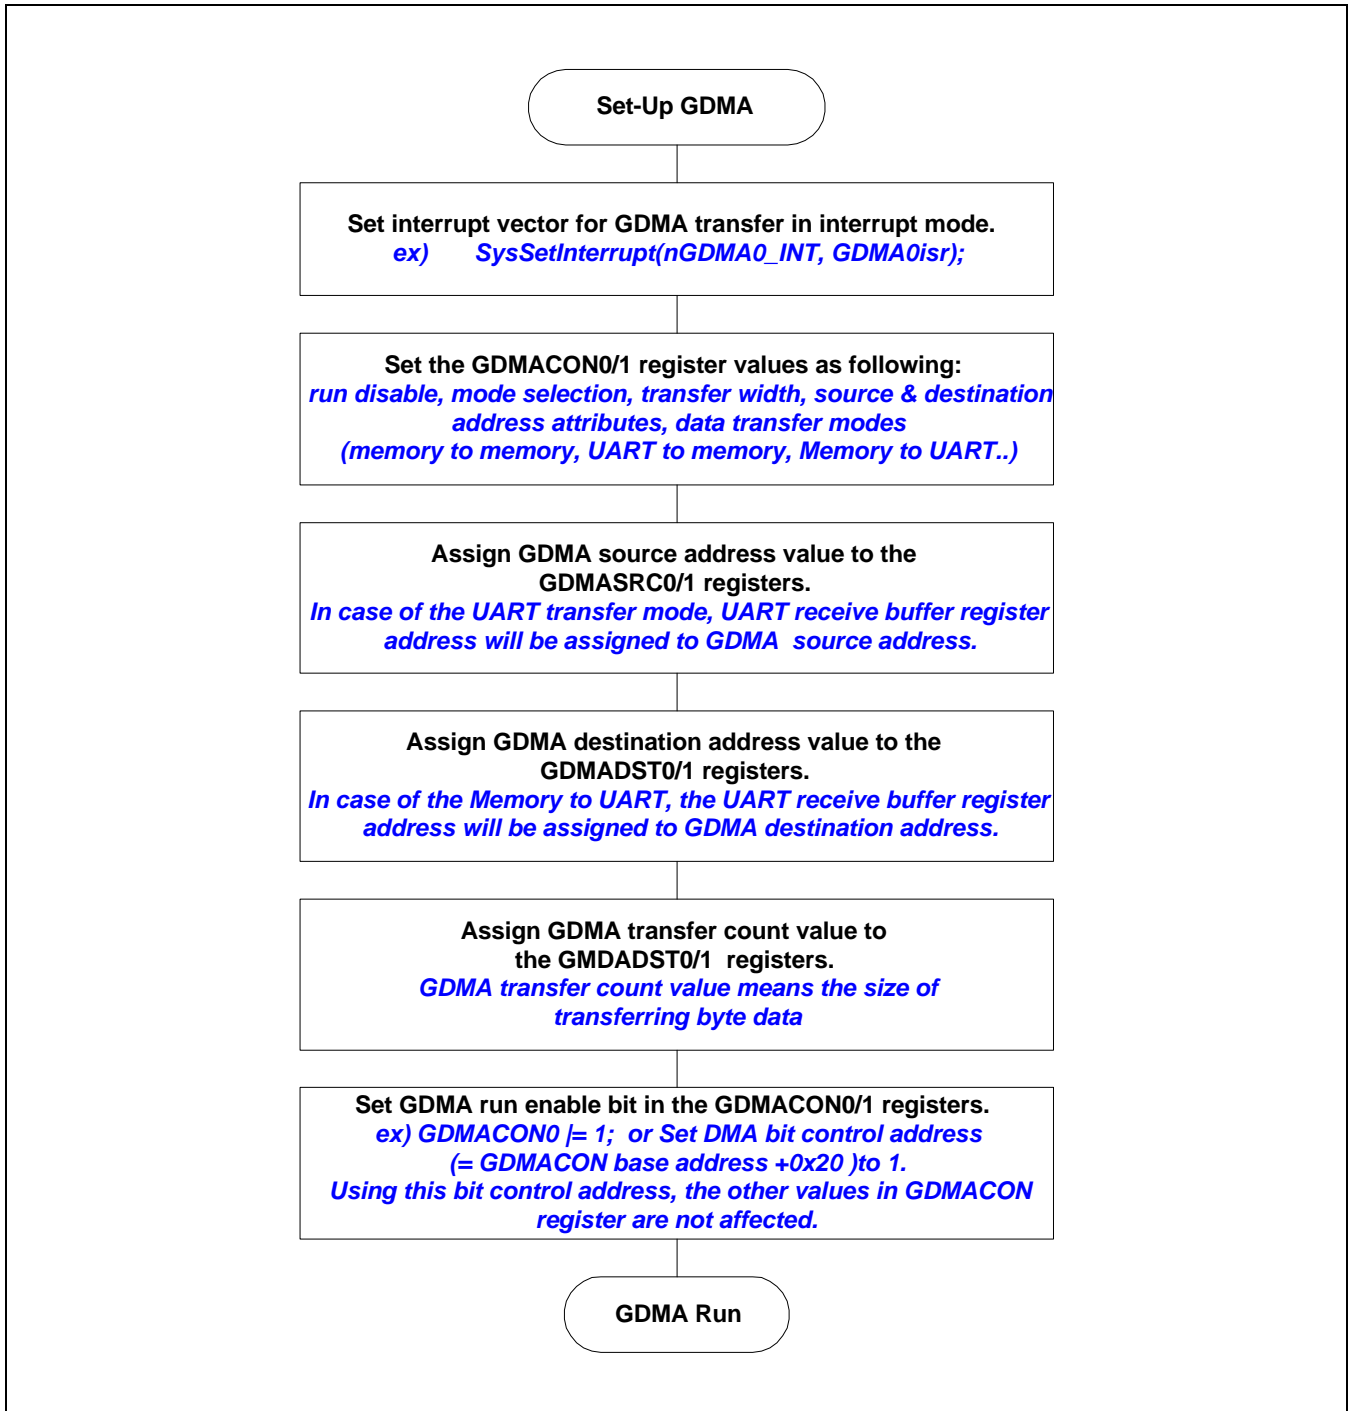 Set-Up GDMA
Set interrupt vector for GDMA transfer in interrupt mode.
ex) SysSetInterrupt(nGDMA0_INT, GDMA0isr);
Set the GDMACON0/1 register values as following:
run disable, mode selection, transfer width, source & destination
address attributes, data transfer modes
(memory to memory, UART to memory, Memory to UART..)
Assign GDMA source address value to the
GDMASRC0/1 registers.
In case of the UART transfer mode, UART receive buffer register
address will be assigned to GDMA source address.
Assign GDMA destination address value to the
GDMADST0/1 registers.
In case of the Memory to UART, the UART receive buffer register
address will be assigned to GDMA destination address.
Assign GDMA transfer count value to
the GMDADST0/1 registers.
GDMA transfer count value means the size of
transferring byte data
Set GDMA run enable bit in the GDMACON0/1 registers.
ex) GDMACON0 |= 1; or Set DMA bit control address
(= GDMACON base address +0x20 )to 1.
Using this bit control address, the other values in GDMACON
register are not affected.
GDMA Run